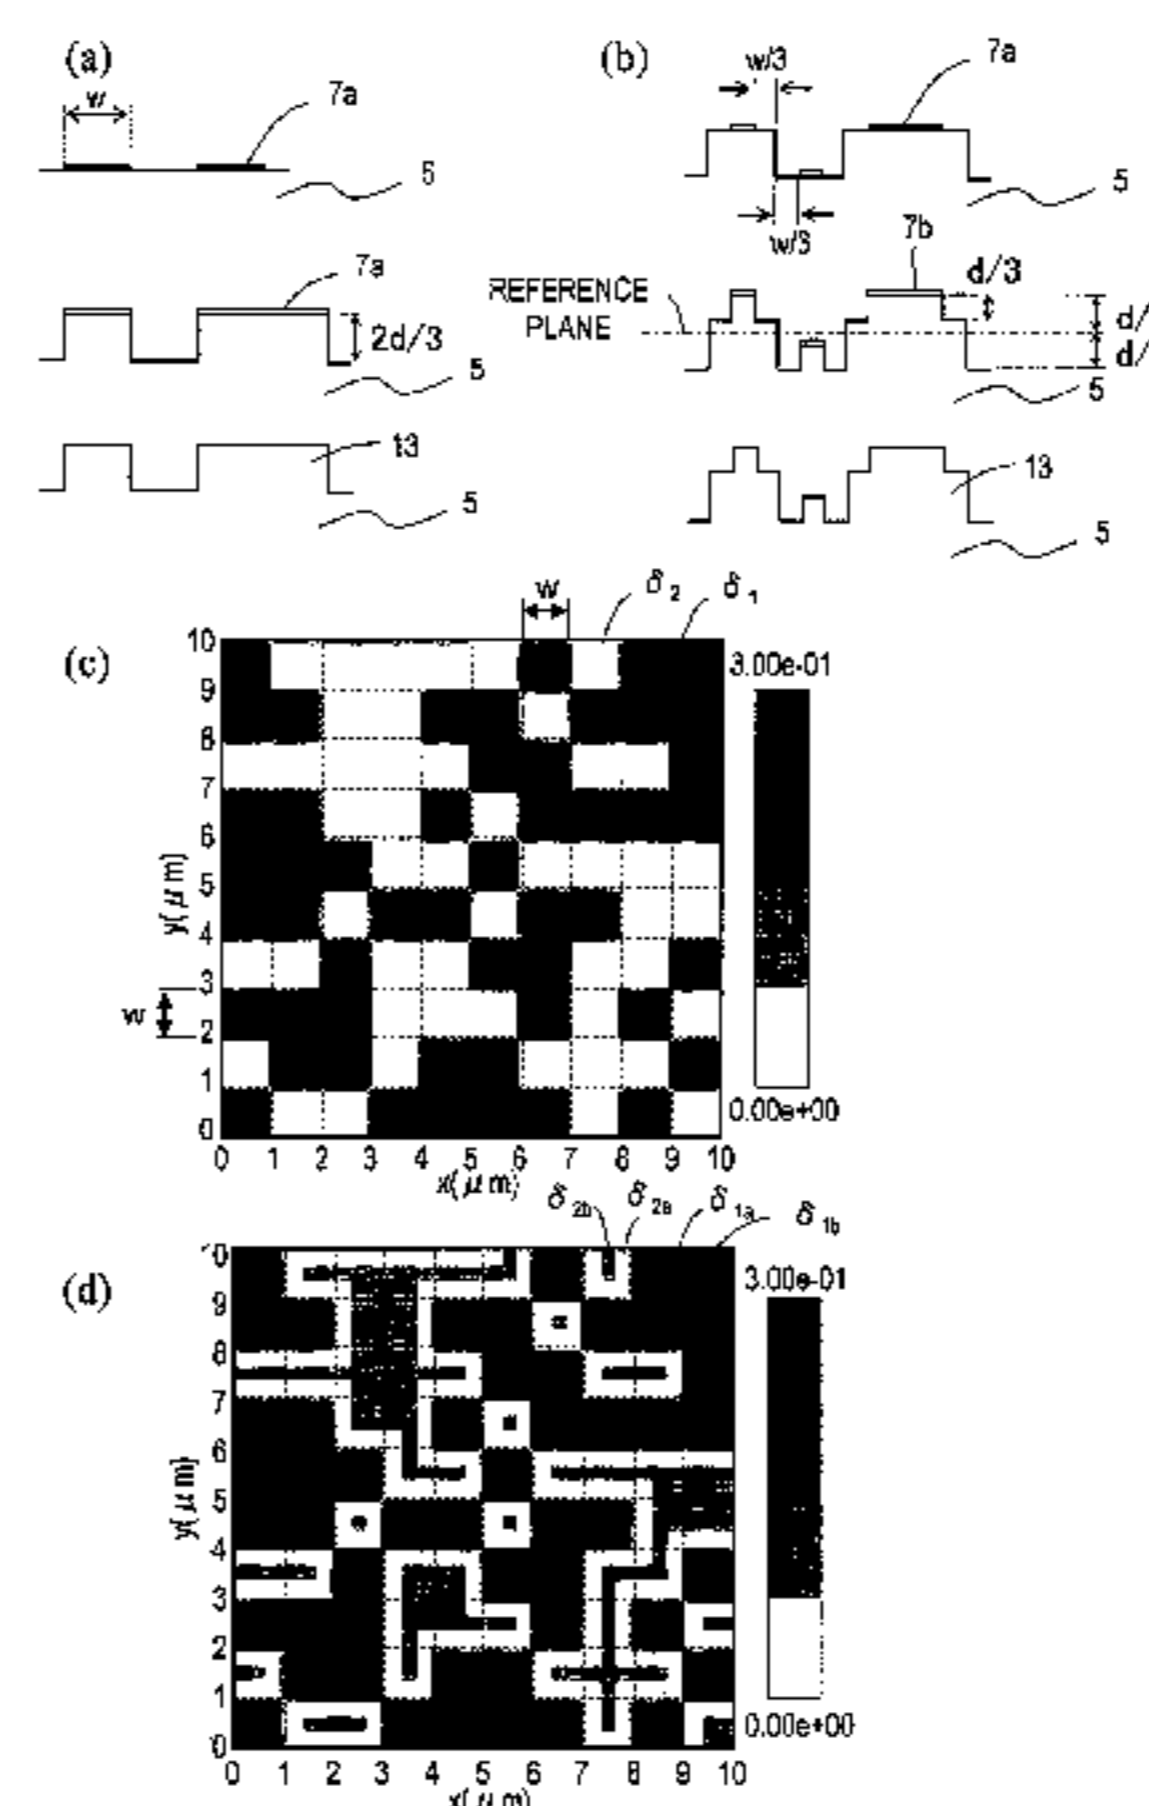 (a)
w
7a
5
7a
2d/3
5
13
5
(b)
w/3
7a
5
w/3
7b
d/3
REFERENCE
PLANE
d/
d/
5
13
5
(c)
w
δ2
δ1
10
9
8
7
6
5
4
3
2
1
0
y(μm)
w
0 1 2 3 4 5 6 7 8 9 10
x(μm)
3.00e-01
0.00e+00
(d)
δ2b
δ2a
δ1a
δ1b
10
9
8
7
6
5
4
3
2
1
0
y(μm)
0 1 2 3 4 5 6 7 8 9 10
x(μm)
3.00e-01
0.00e+00